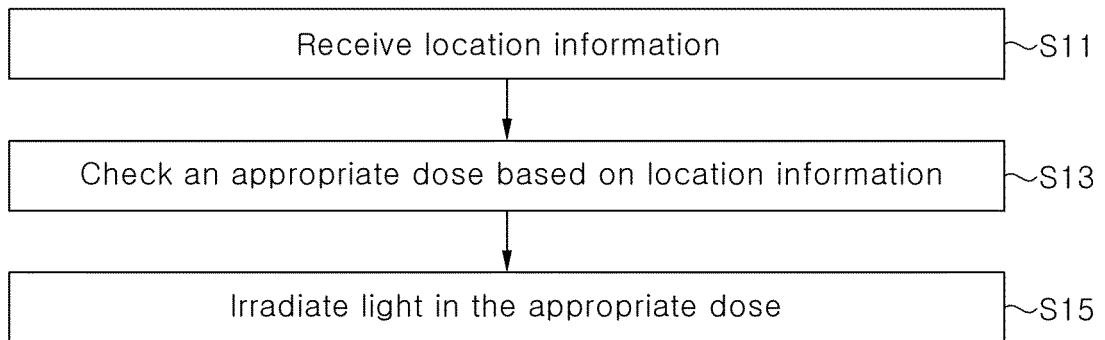 Receive location information
S11
Check an appropriate dose based on location information
S13
Irradiate light in the appropriate dose
S15